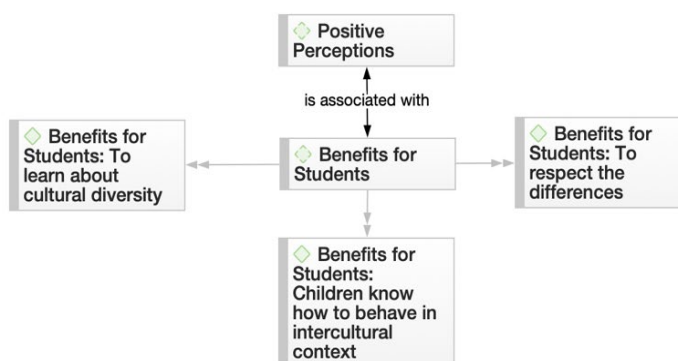 Positive
Perceptions
is associated with
Benefits for
Students: To
learn about
cultural diversity
Benefits for
Students
Benefits for
Students: To
respect the
differences
Benefits for
Students:
Children know
how to behave in
intercultural
context